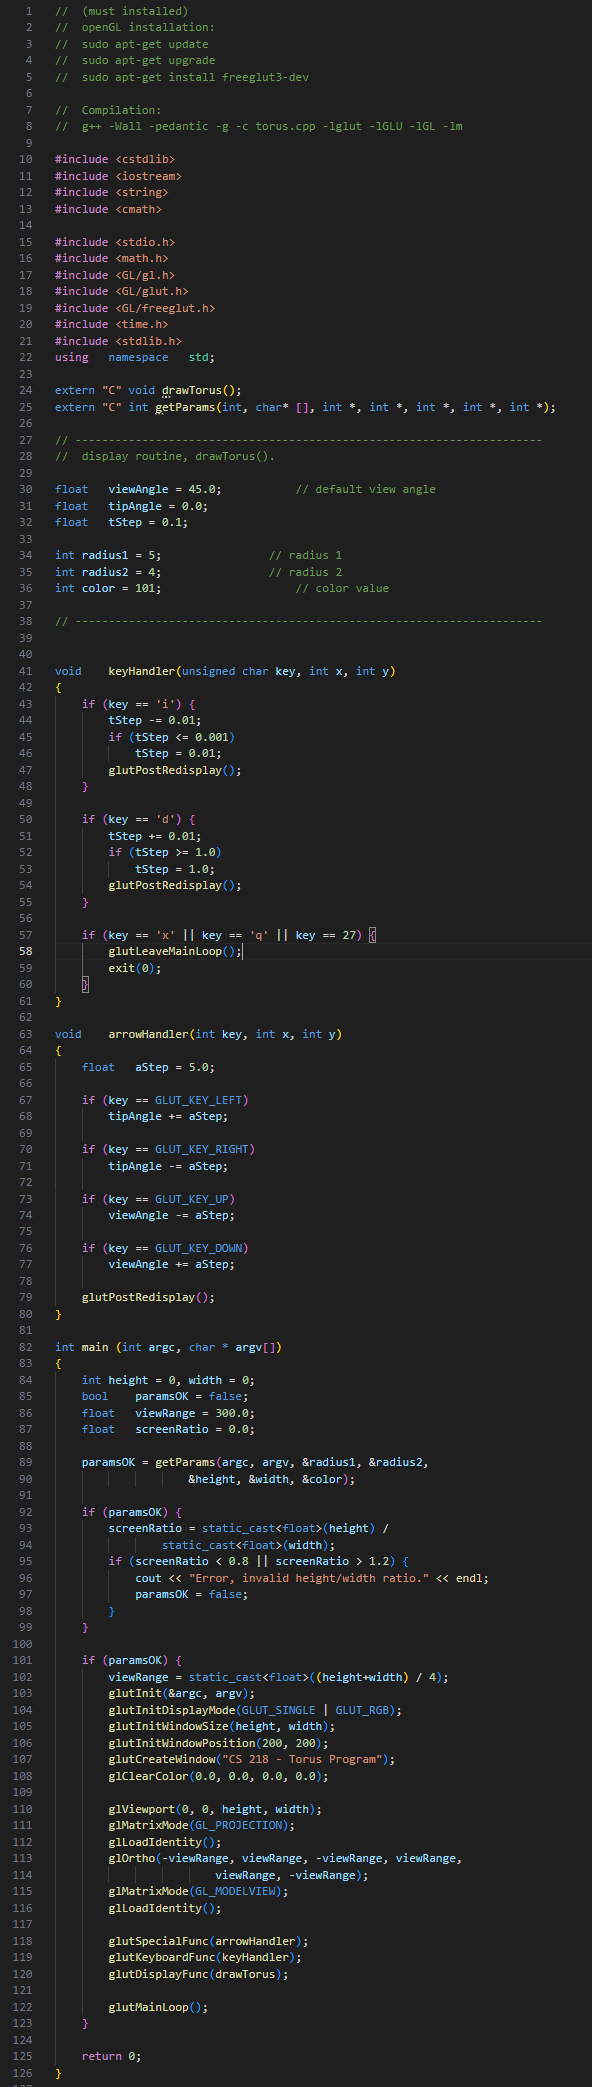 1 // (must installed)
2 // openGL installation:
3 // sudo apt-get update
4 // sudo apt-get upgrade
5 // sudo apt-get install freeglut3-dev
6
7 // Compilation:
8 // g++ -Wall -pedantic -g -c torus.cpp -lglut -lGLU -lGL -lm
9
10 #include <cstdlib>
11 #include <iostream>
12 #include <string>
13 #include <cmath>
14
15 #include <stdio.h>
16 #include <math.h>
17 #include <GL/gl.h>
18 #include <GL/glut.h>
19 #include <GL/freeglut.h>
20 #include <time.h>
21 #include <stdlib.h>
22 using namespace std;
23
24 extern "C" void drawTorus();
25 extern "C" int getParams(int, char* [], int *, int *, int *, int *, int *);
26
27 // ----------------------------------------------------------------------
28 // display routine, drawTorus().
29
30 float viewAngle = 45.0; // default view angle
31 float tipAngle = 0.0;
32 float tStep = 0.1;
33
34 int radius1 = 5; // radius 1
35 int radius2 = 4; // radius 2
36 int color = 101; // color value
37
38 // ----------------------------------------------------------------------
39
40
41 void keyHandler(unsigned char key, int x, int y)
42 {
43 if (key == 'i') {
44 tStep -= 0.01;
45 if (tStep <= 0.001)
46 tStep = 0.01;
47 glutPostRedisplay();
48 }
49
50 if (key == 'd') {
51 tStep += 0.01;
52 if (tStep >= 1.0)
53 tStep = 1.0;
54 glutPostRedisplay();
55 }
56
57 if (key == 'x' || key == 'q' || key == 27) {
58 glutLeaveMainLoop();
59 exit(0);
60 }
61 }
62
63 void arrowHandler(int key, int x, int y)
64 {
65 float aStep = 5.0;
66
67 if (key == GLUT_KEY_LEFT)
68 tipAngle += aStep;
69
70 if (key == GLUT_KEY_RIGHT)
71 tipAngle -= aStep;
72
73 if (key == GLUT_KEY_UP)
74 viewAngle -= aStep;
75
76 if (key == GLUT_KEY_DOWN)
77 viewAngle += aStep;
78
79 glutPostRedisplay();
80 }
81
82 int main (int argc, char * argv[])
83 {
84 int height = 0, width = 0;
85 bool paramsOK = false;
86 float viewRange = 300.0;
87 float screenRatio = 0.0;
88
89 paramsOK = getParams(argc, argv, &radius1, &radius2,
90 &height, &width, &color);
91
92 if (paramsOK) {
93 screenRatio = static_cast<float>(height) /
94 static_cast<float>(width);
95 if (screenRatio < 0.8 || screenRatio > 1.2) {
96 cout << "Error, invalid height/width ratio." << endl;
97 paramsOK = false;
98 }
99 }
100
101 if (paramsOK) {
102 viewRange = static_cast<float>((height+width) / 4);
103 glutInit(&argc, argv);
104 glutInitDisplayMode(GLUT_SINGLE | GLUT_RGB);
105 glutInitWindowSize(height, width);
106 glutInitWindowPosition(200, 200);
107 glutCreateWindow("CS 218 - Torus Program");
108 glClearColor(0.0, 0.0, 0.0, 0.0);
109
110 glViewport(0, 0, height, width);
111 glMatrixMode(GL_PROJECTION);
112 glLoadIdentity();
113 glOrtho(-viewRange, viewRange, -viewRange, viewRange,
114 viewRange, -viewRange);
115 glMatrixMode(GL_MODELVIEW);
116 glLoadIdentity();
117
118 glutSpecialFunc(arrowHandler);
119 glutKeyboardFunc(keyHandler);
120 glutDisplayFunc(drawTorus);
121
122 glutMainLoop();
123 }
124
125 return 0;
126 }